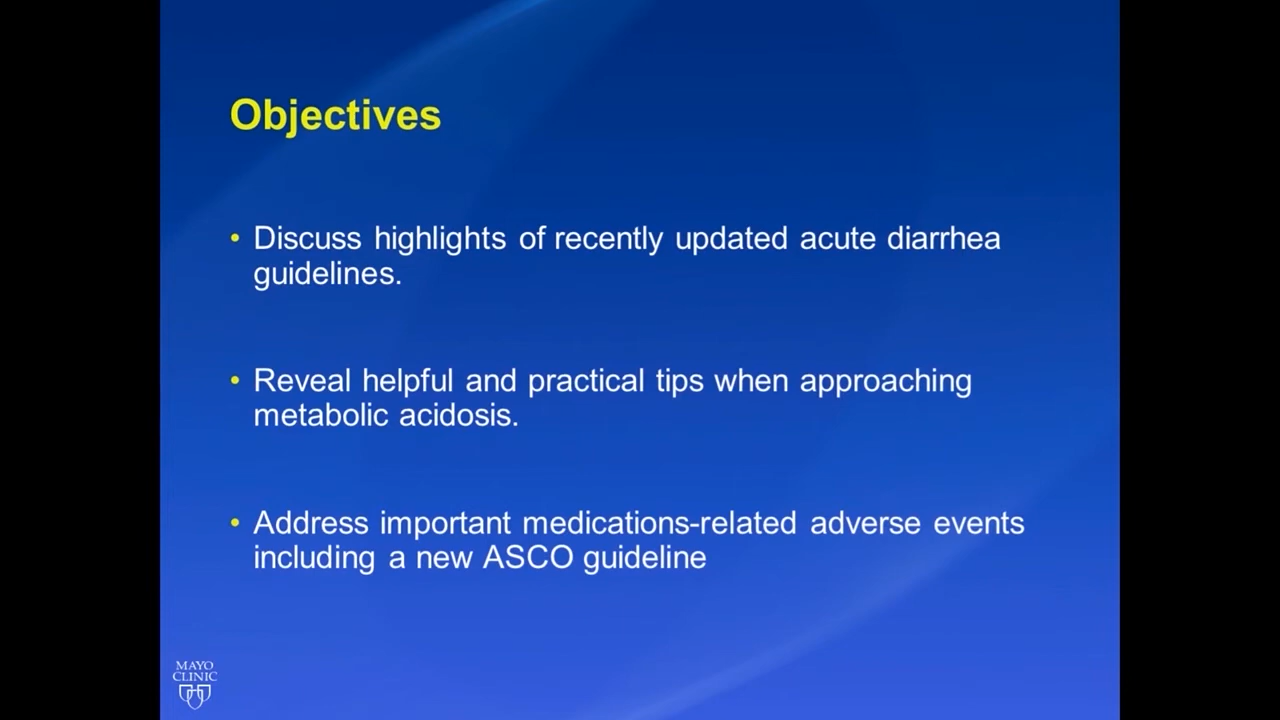 Objectives
• Discuss highlights of recently updated acute diarrhea
guidelines.
• Reveal helpful and practical tips when approaching
metabolic acidosis.
• Address important medications-related adverse events
including a new ASCO guideline
MAYO
CLINIC